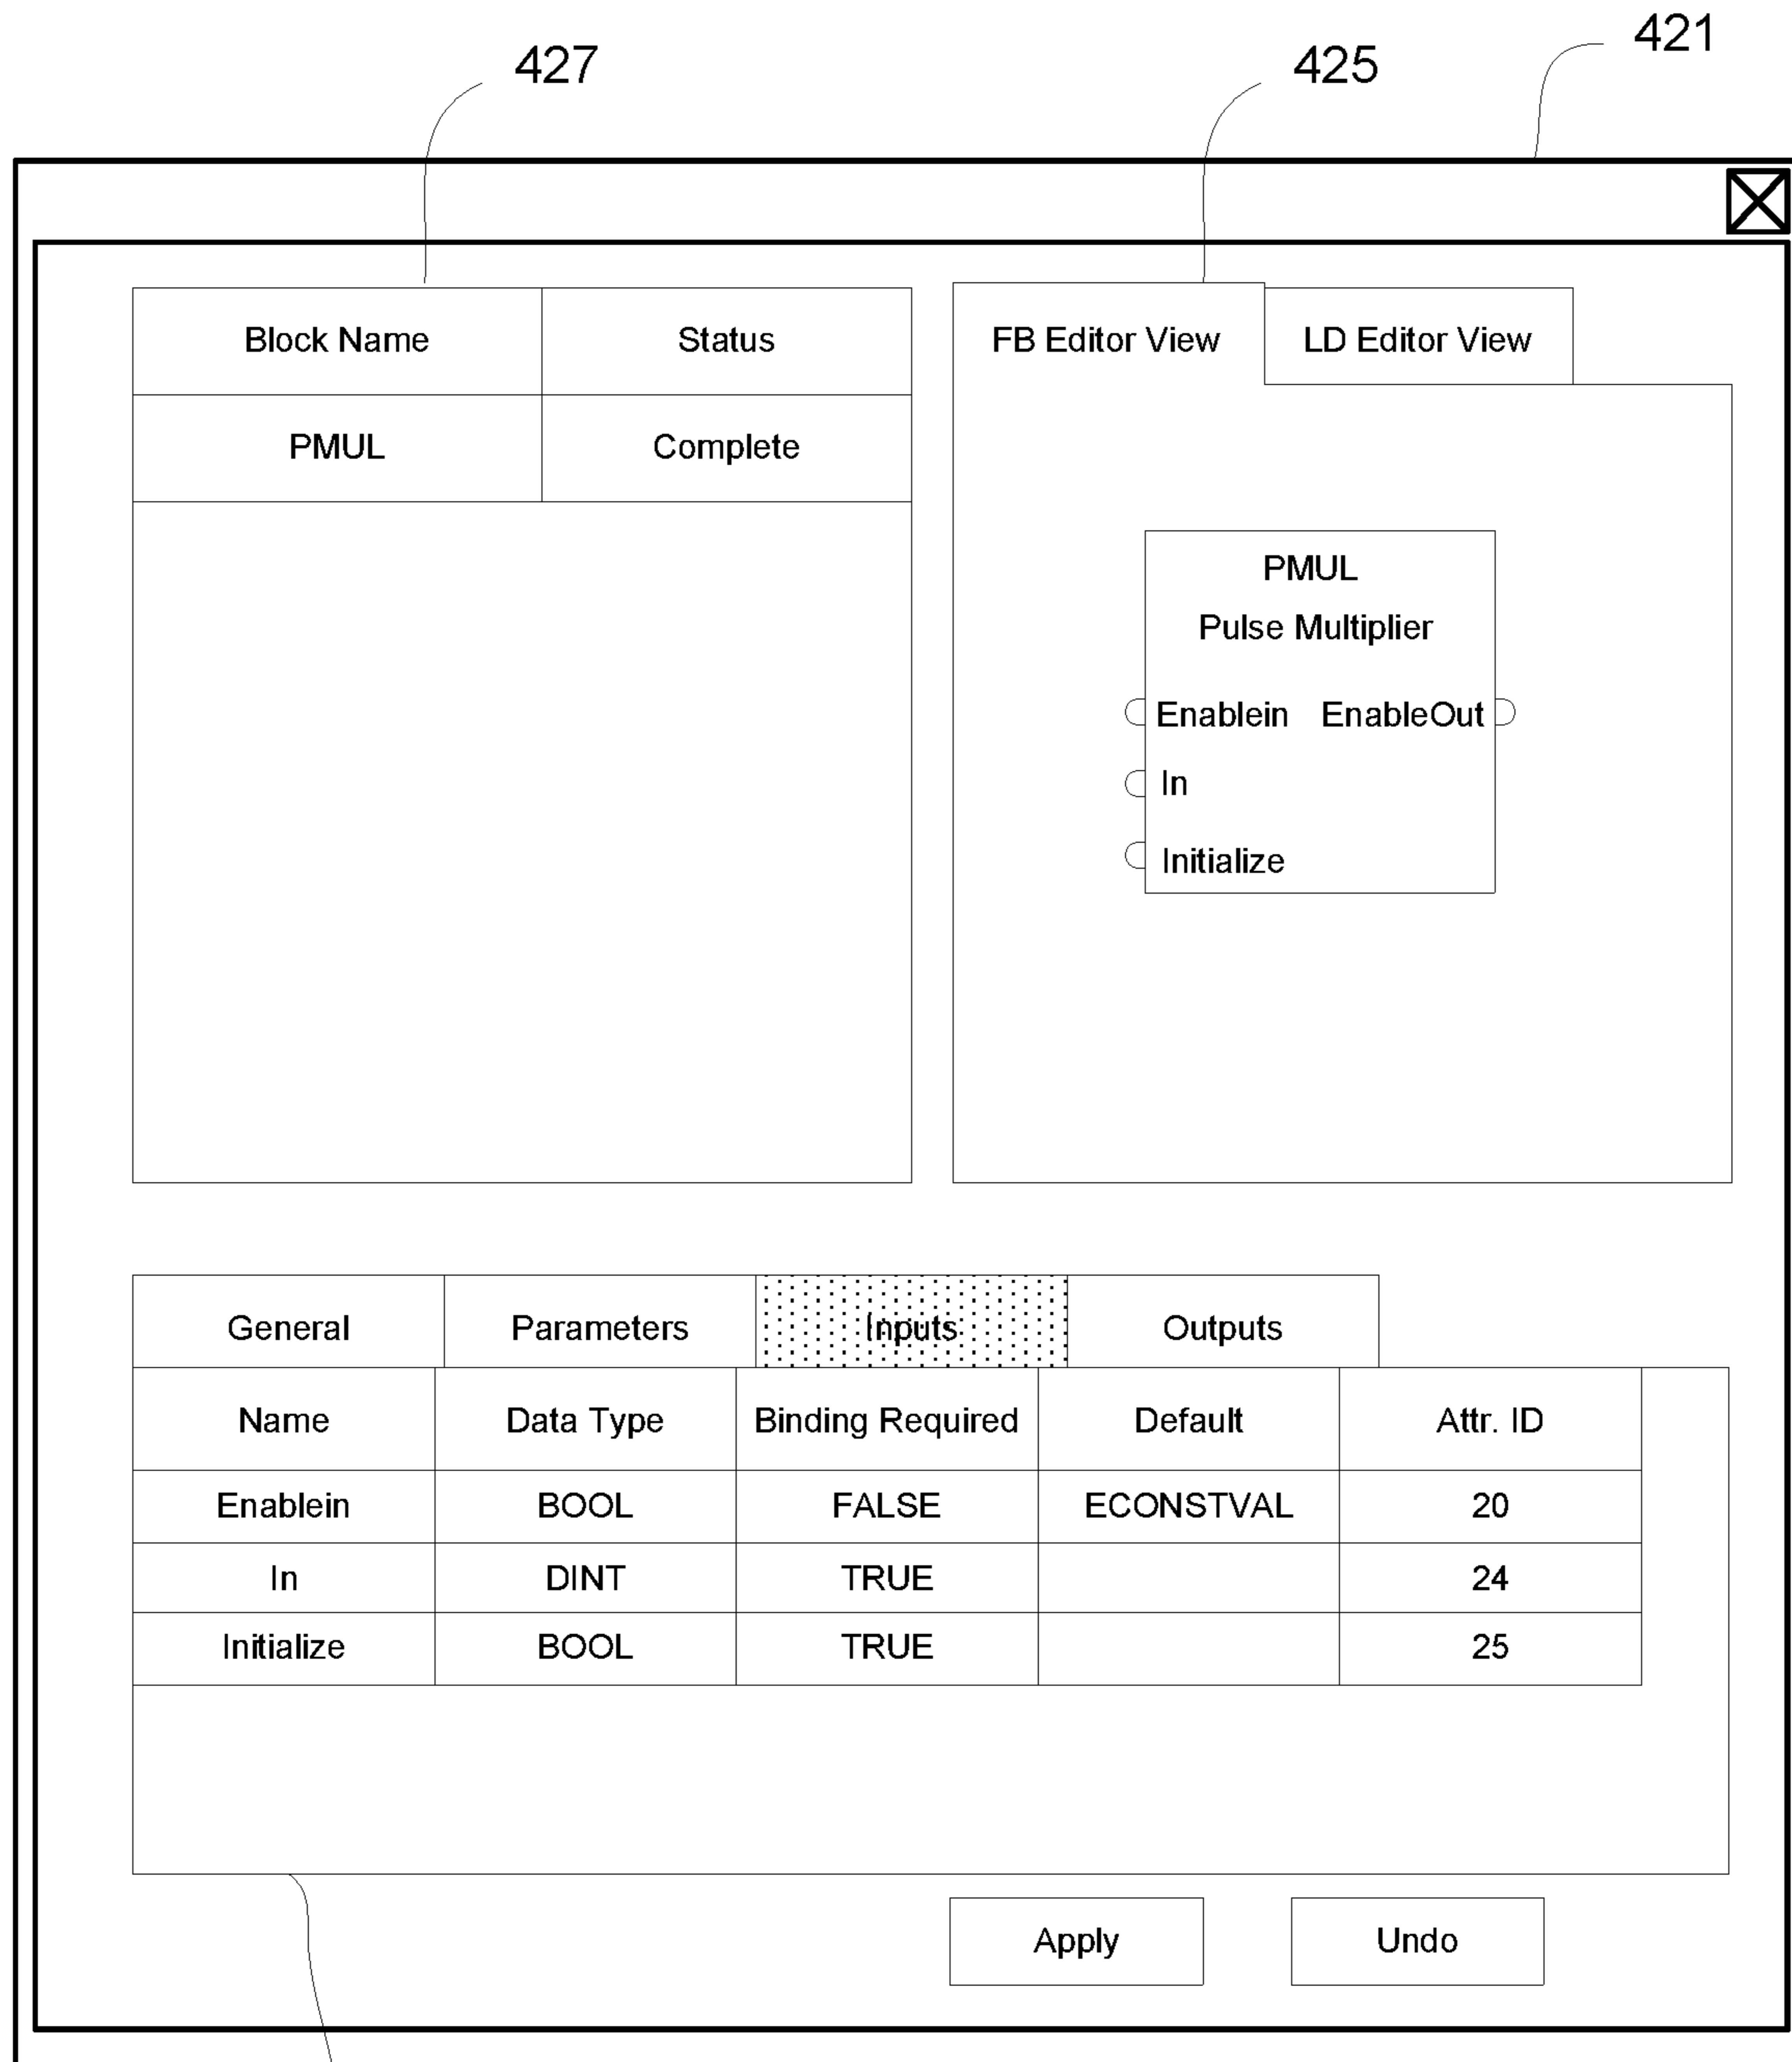 427 425 421
Block Name Status
PMUL Complete
FB Editor View LD Editor View
PMUL
Pulse Multiplier
Enablein EnableOut
In
Initialize
General Parameters Inputs Outputs
Name Data Type Binding Required Default Attr. ID
Enablein BOOL FALSE ECONSTVAL 20
In DINT TRUE 24
Initialize BOOL TRUE 25
Apply Undo